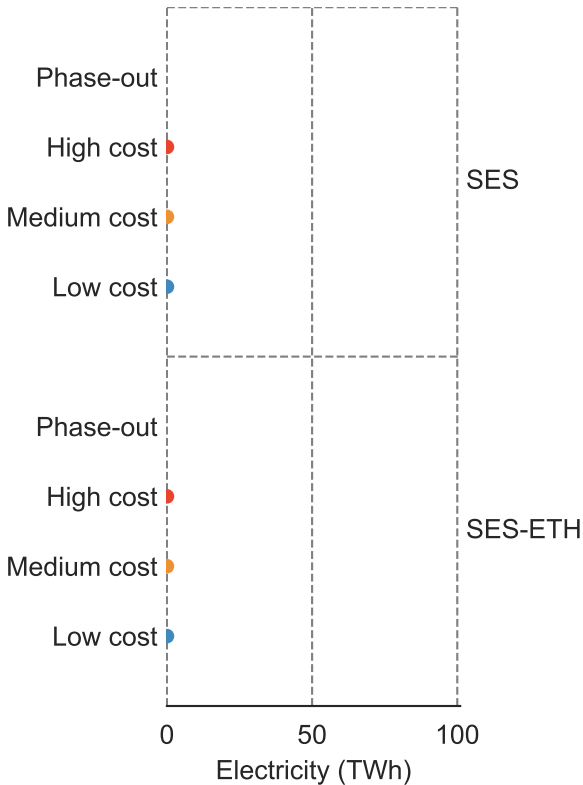 Phase-out
High cost
SES
Medium cost
Low cost
Phase-out
High cost
SES-ETH
Medium cost
Low cost
0 50 100
Electricity (TWh)